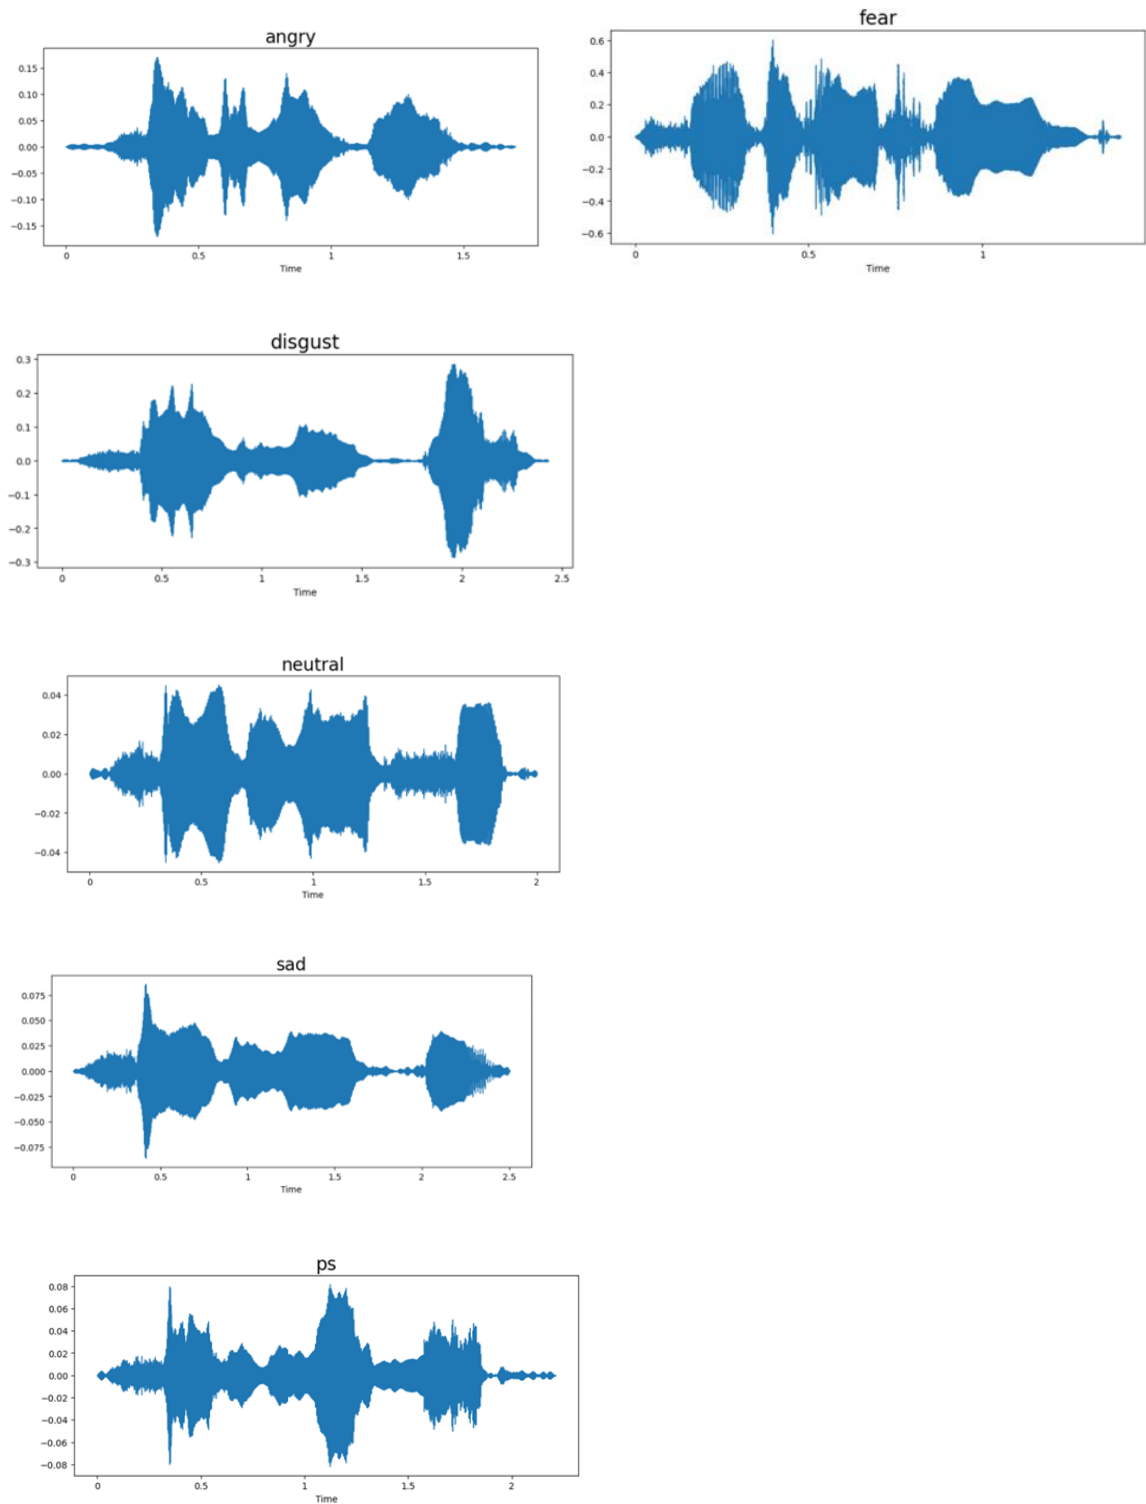 angry
0.15
0.10
0.05
0.00
−0.05
−0.10
−0.15
0 0.5 1 1.5
Time
fear
0.6
0.4
0.2
0.0
−0.2
−0.4
−0.6
0 0.5 1
Time
disgust
0.3
0.2
0.1
0.0
−0.1
−0.2
−0.3
0 0.5 1 1.5 2 2.5
Time
neutral
0.04
0.02
0.00
−0.02
−0.04
0 0.5 1 1.5 2
Time
sad
0.075
0.050
0.025
0.000
−0.025
−0.050
−0.075
0 0.5 1 1.5 2 2.5
Time
ps
0.08
0.06
0.04
0.02
0.00
−0.02
−0.04
−0.06
−0.08
0 0.5 1 1.5 2
Time